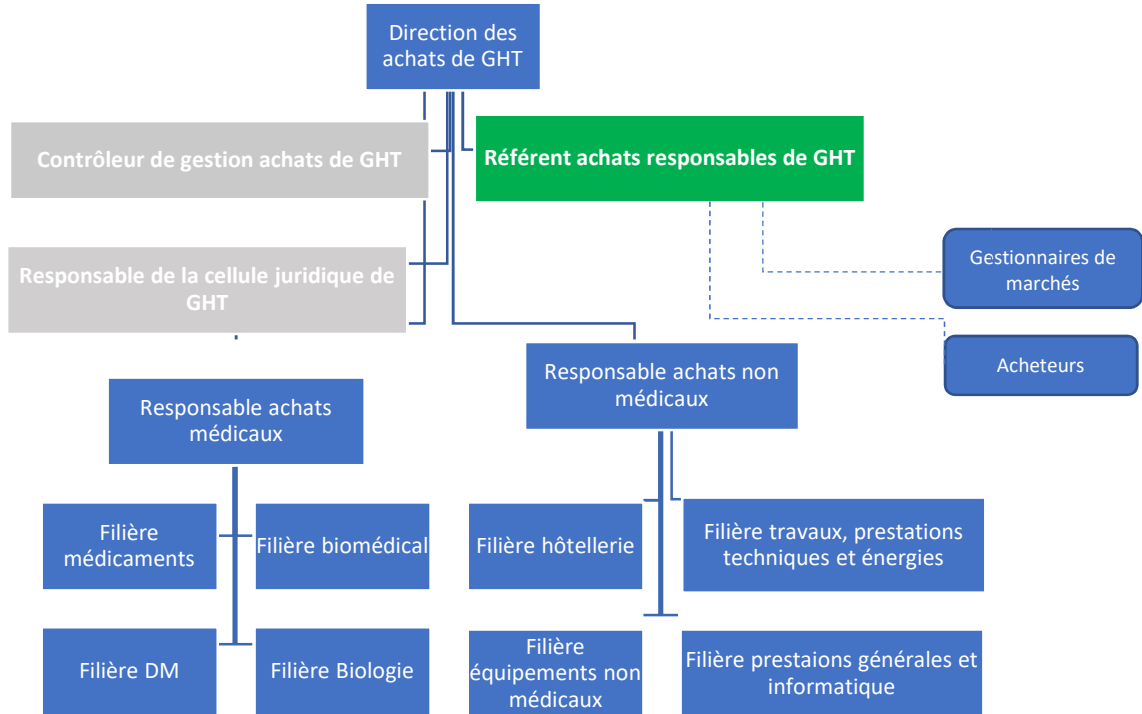 Direction des
achats de GHT
Contrôleur de gestion achats de GHT
Référent achats responsables de GHT
Responsable de la cellule juridique de
GHT
Gestionnaires de
marchés
Acheteurs
Responsable achats
médicaux
Responsable achats non
médicaux
Filière
médicaments
Filière biomédical
Filière hôtellerie
Filière travaux, prestations
techniques et énergies
Filière DM
Filière Biologie
Filière
équipements non
médicaux
Filière prestaions générales et
informatique